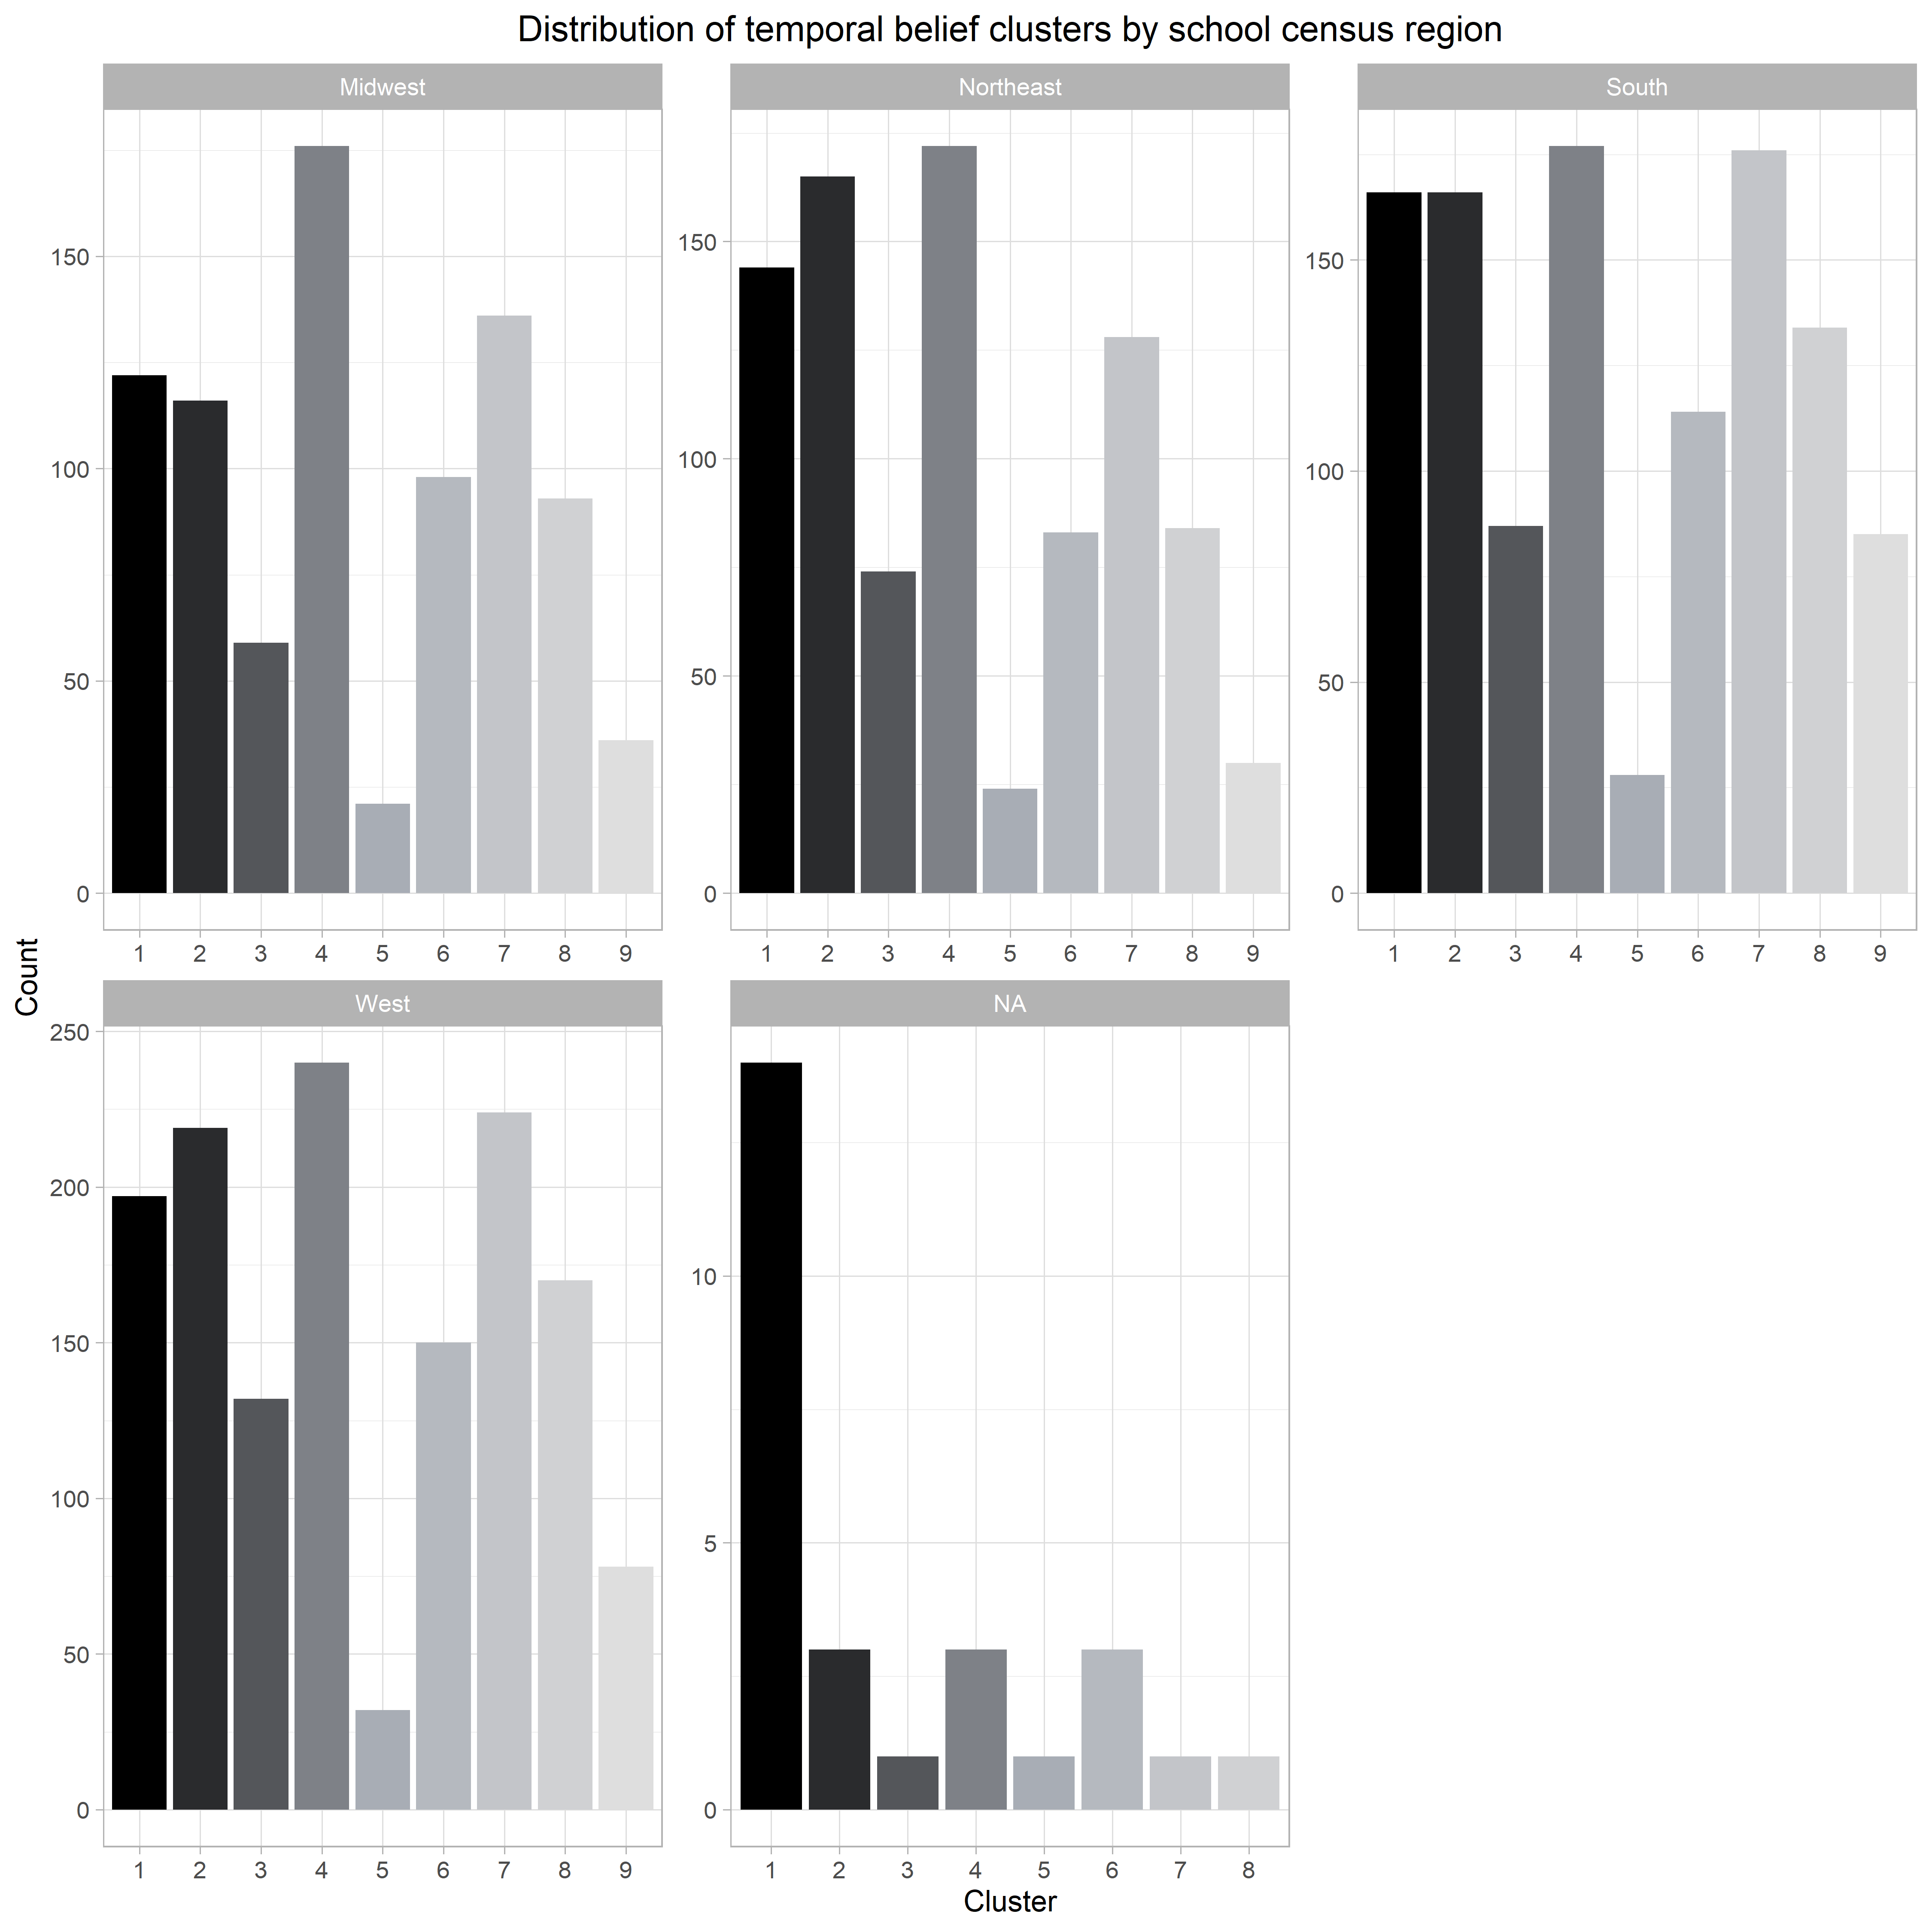 Distribution of temporal belief clusters by school census region
Midwest Northeast South
150
100
50
0
150
100
50
0
150
100
50
0
1 2 3 4 5 6 7 8 9
1 2 3 4 5 6 7 8 9
1 2 3 4 5 6 7 8 9
Count
West NA
250
200
150
100
50
0
10
5
0
1 2 3 4 5 6 7 8 9
1 2 3 4 5 6 7 8
Cluster